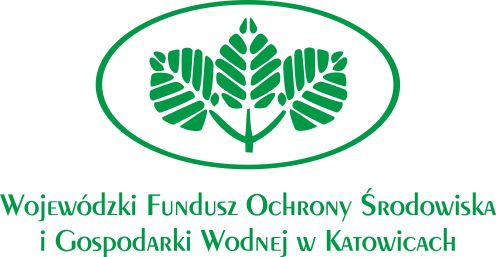 Wojewódzki Fundusz Ochrony Środowiska
i Gospodarki Wodnej w Katowicach